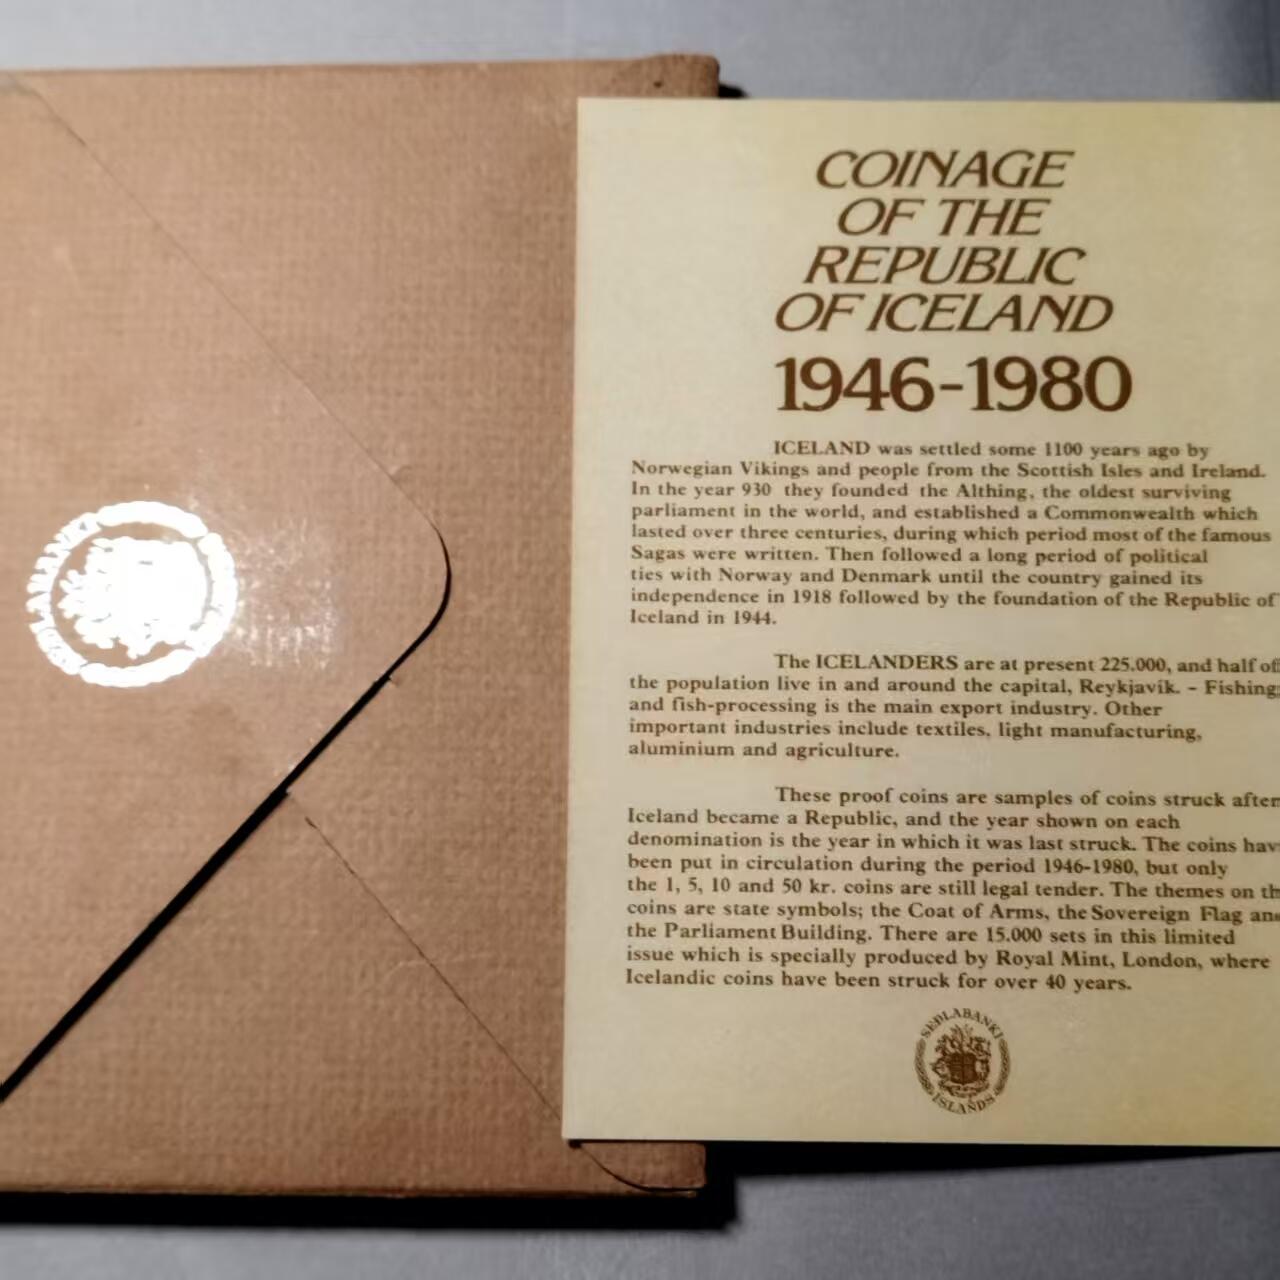 COINAGE
OF THE
REPUBLIC
OF ICELAND
1946-1980
ICELAND was settled some 1100 years ago by
Norwegian Vikings and people from the Scottish Isles and Ireland.
In the year 930 they founded the Althing, the oldest surviving
parliament in the world, and established a Commonwealth which
lasted over three centuries, during which period most of the famous
Sagas were written. Then followed a long period of political
ties with Norway and Denmark until the country gained its
independence in 1918 followed by the foundation of the Republic of
Iceland in 1944.
The ICELANDERS are at present 225.000, and half of
the population live in and around the capital, Reykjavík. - Fishing
and fish-processing is the main export industry. Other
important industries include textiles, light manufacturing,
aluminium and agriculture.
These proof coins are samples of coins struck after
Iceland became a Republic, and the year shown on each
denomination is the year in which it was last struck. The coins hav
been put in circulation during the period 1946-1980, but only
the 1, 5, 10 and 50 kr. coins are still legal tender. The themes on th
coins are state symbols; the Coat of Arms, the Sovereign Flag an
the Parliament Building. There are 15.000 sets in this limited
issue which is specially produced by Royal Mint, London, where
Icelandic coins have been struck for over 40 years.
SEÐLABANKI
ÍSLANDS